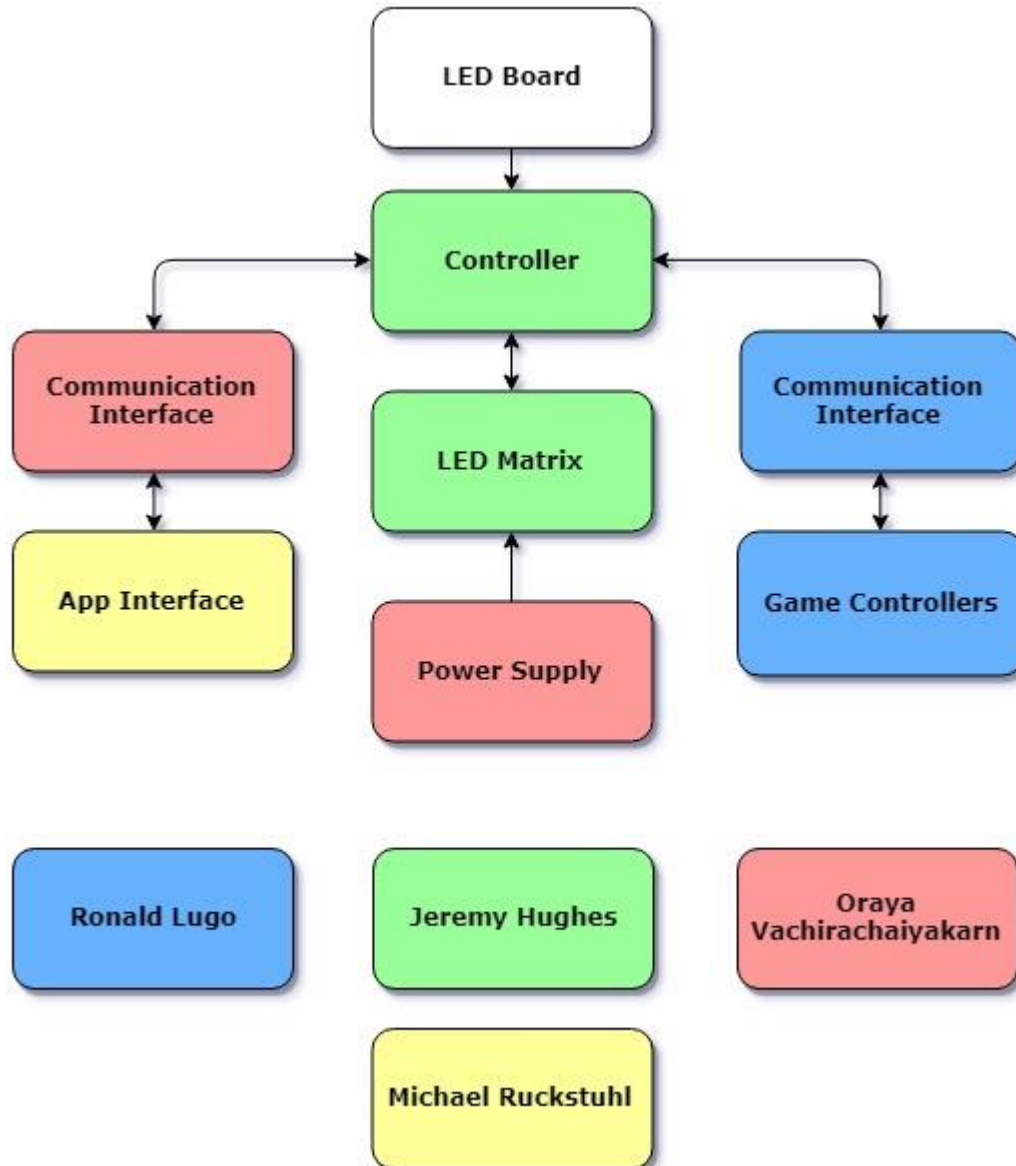 LED Board
Controller
Communication
Interface
Communication
Interface
LED Matrix
App Interface
Game Controllers
Power Supply
Ronald Lugo
Jeremy Hughes
Oraya
Vachirachaiyakarn
Michael Ruckstuhl